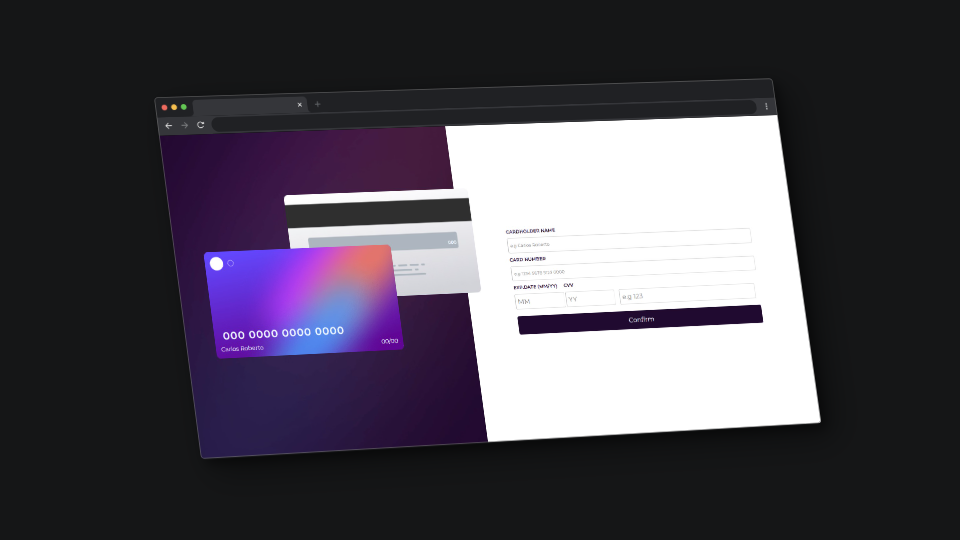 000
000 0000 0000 0000
Carlos Roberto
00/00
CARDHOLDER NAME
e.g Carlos Roberto
CARD NUMBER
e.g 1234 5678 9123 0000
EXP.DATE (MM/YY) CVV
MM YY e.g 123
Confirm